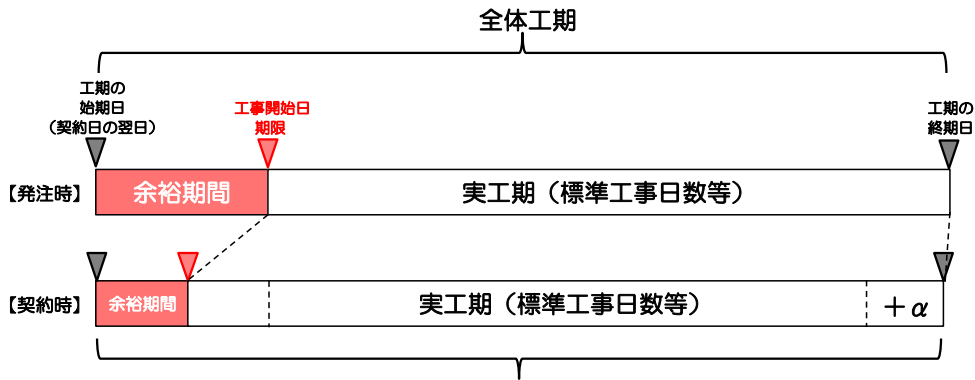 全体工期
工期の
始期日
（契約日の翌日）
工事開始日
期限
工期の
終期日
【発注時】
余裕期間
実工期（標準工事日数等）
【契約時】
余裕期間
実工期（標準工事日数等）
＋α